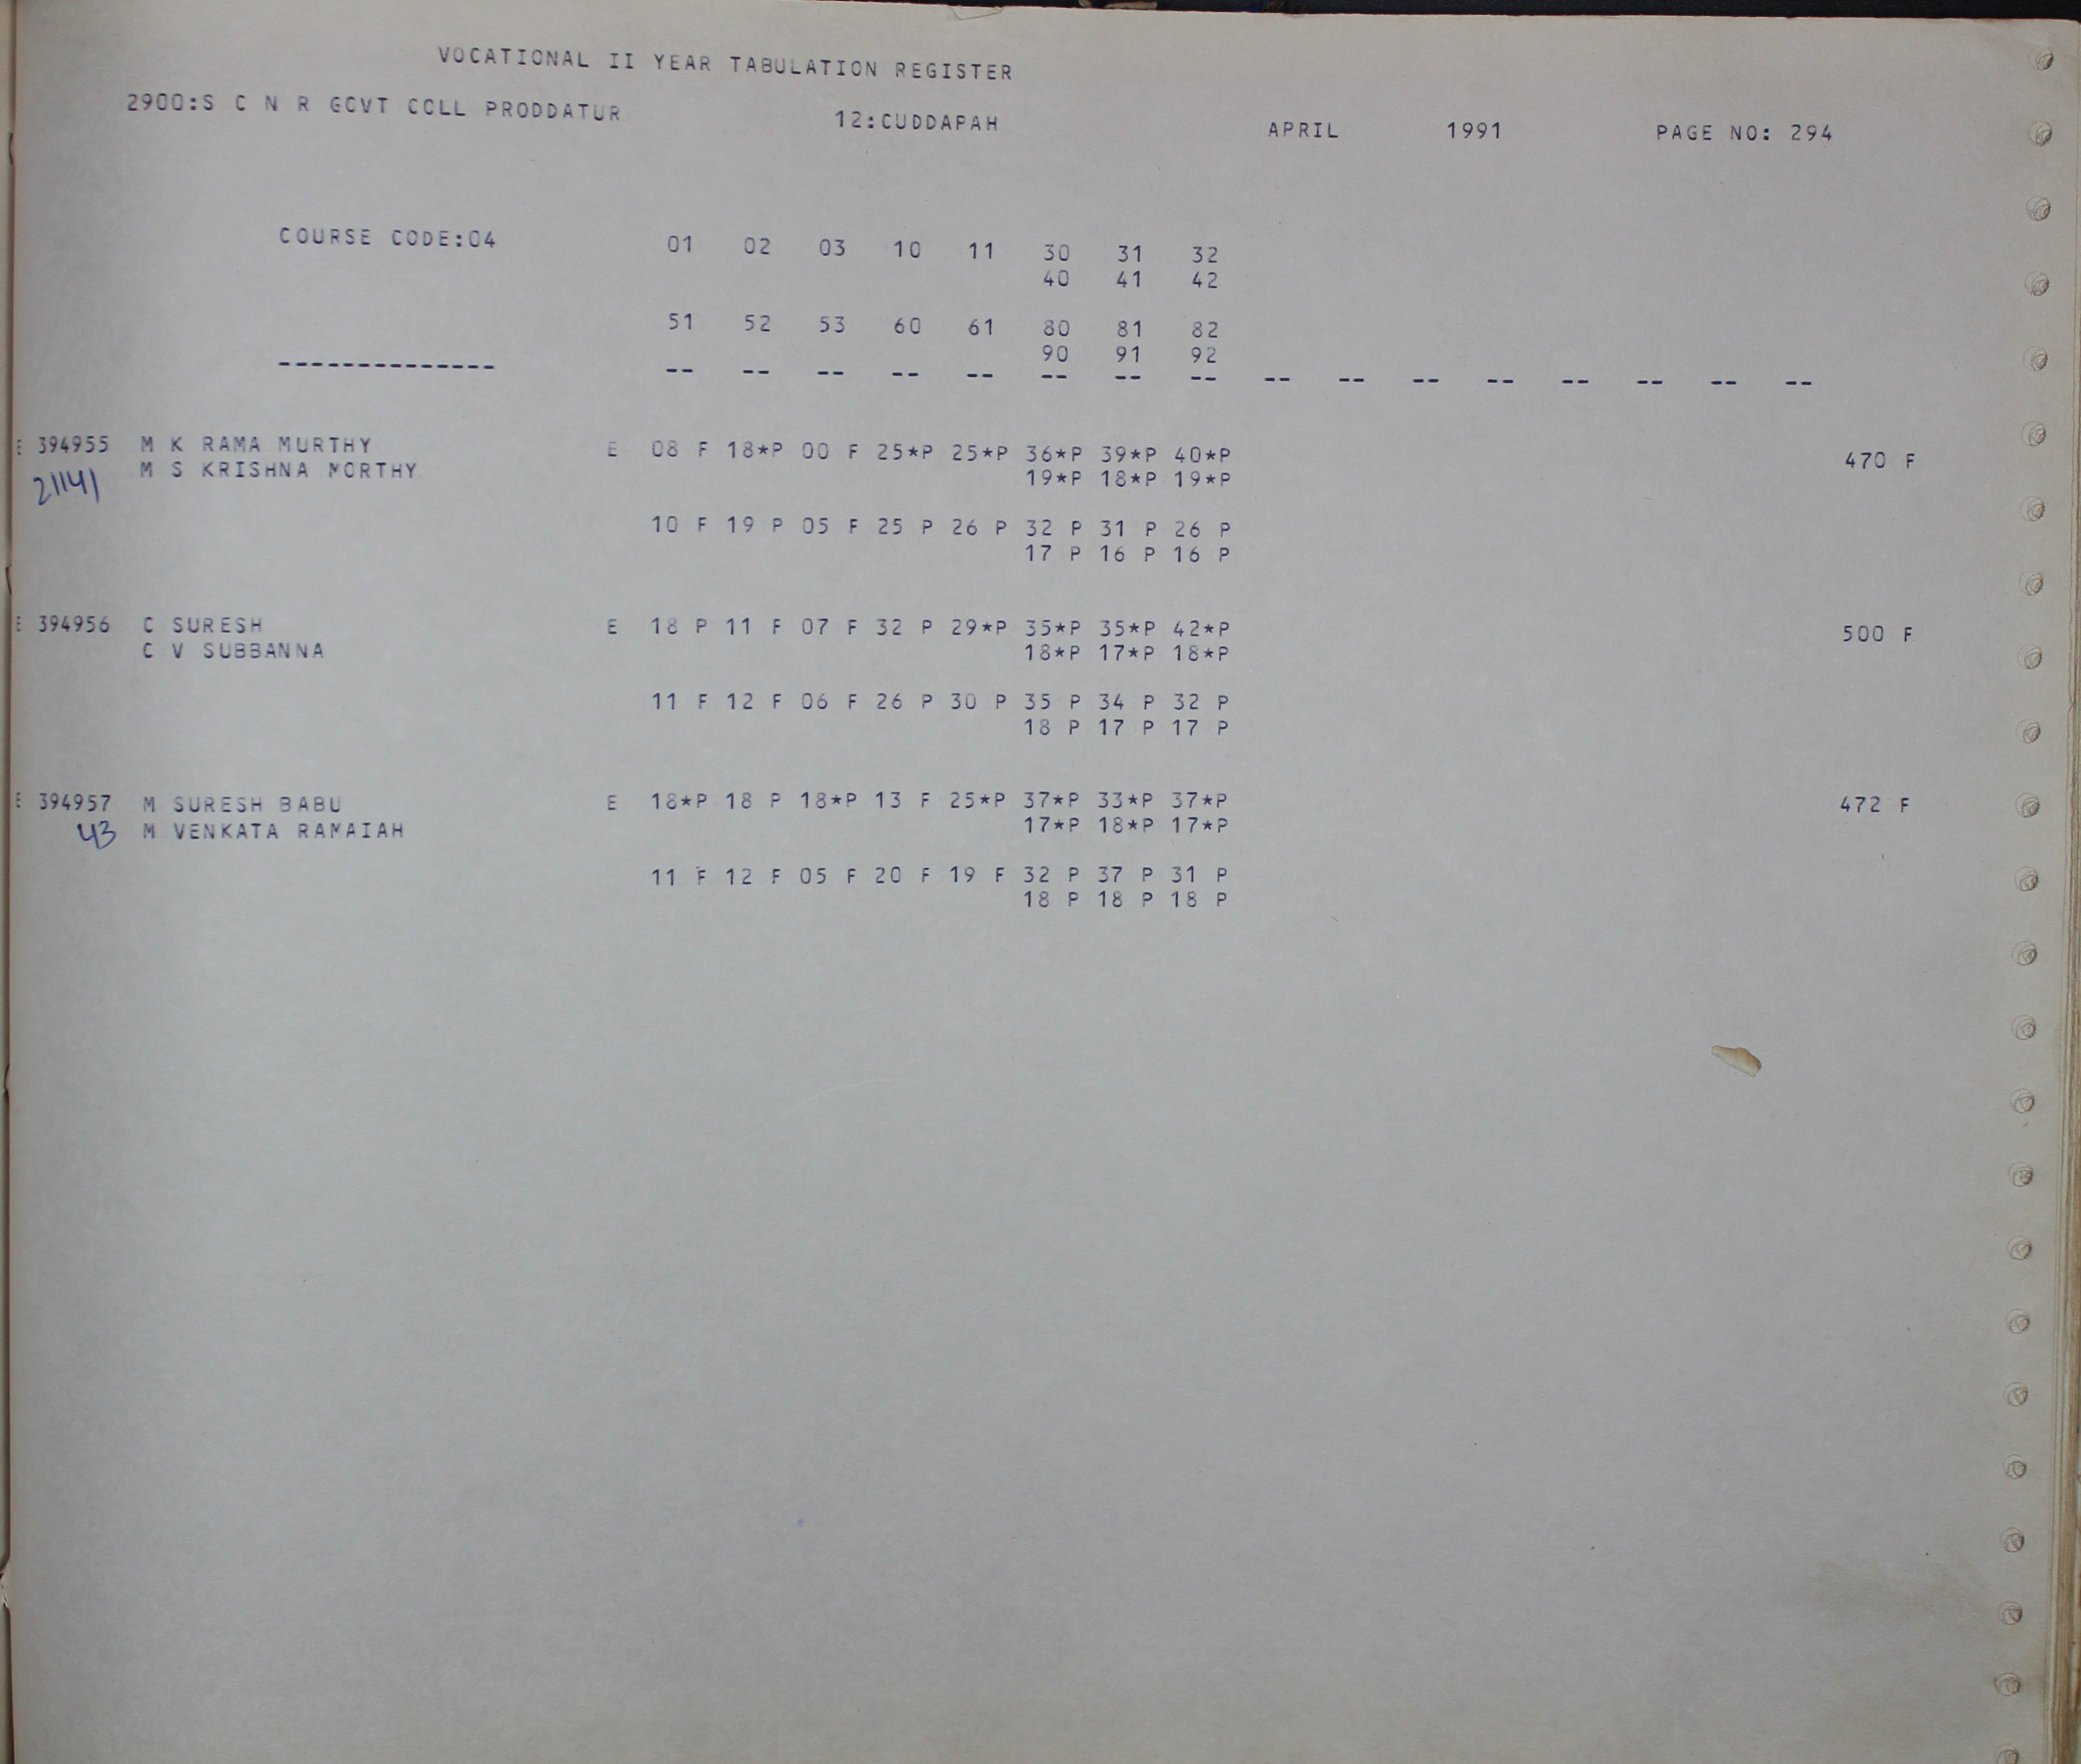 VOCATIONAL II YEAR TABULATION REGISTER
2900:S C N R GOVT COLL PRODDATUR 12:CUDDAPAH APRIL 1991 PAGE NO: 294
COURSE CODE:04 01 02 03 10 11 30 31 32
40 41 42
51 52 53 60 61 80 81 82
90 91 92
-------------- -- -- -- -- -- -- -- -- -- -- -- -- -- -- -- --
E 394955 M K RAMA MURTHY E 08 F 18*P 00 F 25*P 25*P 36*P 39*P 40*P 470 F
21141 M S KRISHNA MORTHY 19*P 18*P 19*P
10 F 19 P 05 F 25 P 26 P 32 P 31 P 26 P
17 P 16 P 16 P
E 394956 C SURESH E 18 P 11 F 07 F 32 P 29*P 35*P 35*P 42*P 500 F
C V SUBBANNA 18*P 17*P 18*P
11 F 12 F 06 F 26 P 30 P 35 P 34 P 32 P
18 P 17 P 17 P
E 394957 M SURESH BABU E 18*P 18 P 18*P 13 F 25*P 37*P 33*P 37*P 472 F
43 M VENKATA RAMAIAH 17*P 18*P 17*P
11 F 12 F 05 F 20 F 19 F 32 P 37 P 31 P
18 P 18 P 18 P